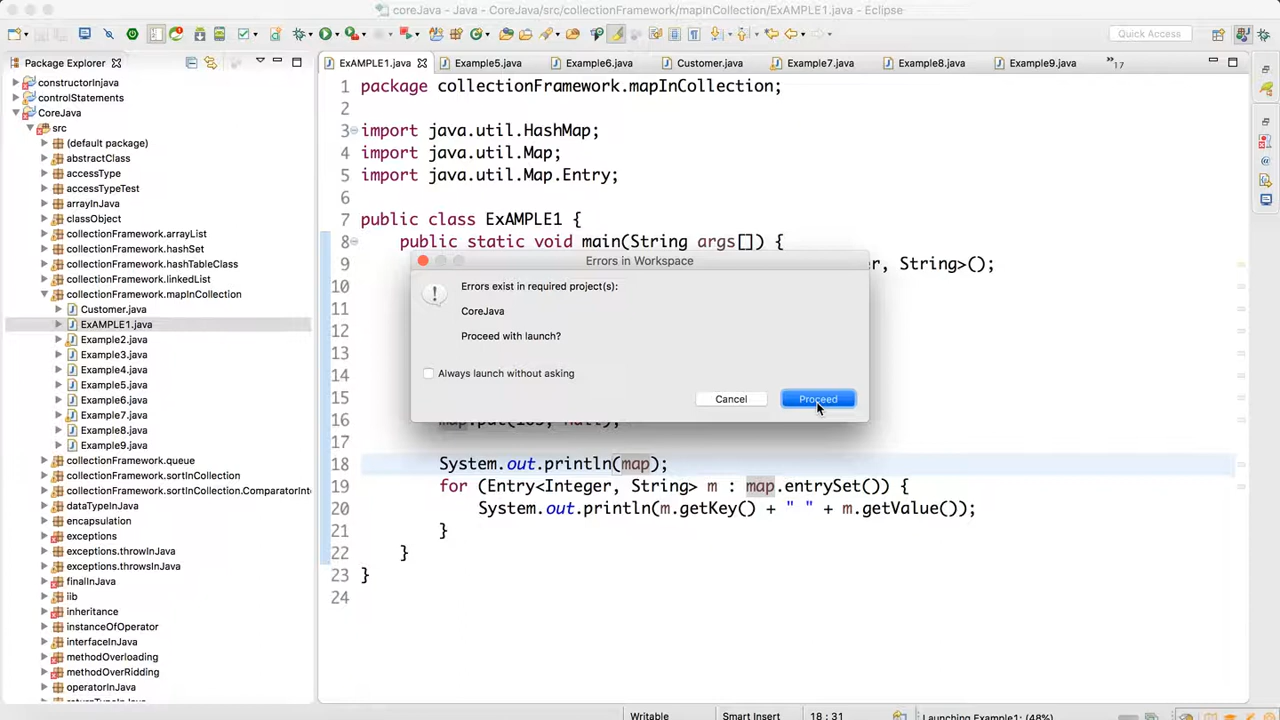 coreJava - Java - CoreJava/src/collectionFramework/mapInCollection/ExAMPLE1.java - Eclipse
Quick Access
Package Explorer
constructorInjava
controlStatements
CoreJava
src
(default package)
abstractClass
accessType
accessTypeTest
arrayInJava
classObject
collectionFramework.arrayList
collectionFramework.hashSet
collectionFramework.hashTableClass
collectionFramework.linkedList
collectionFramework.mapInCollection
Customer.java
ExAMPLE1.java
Example2.java
Example3.java
Example4.java
Example5.java
Example6.java
Example7.java
Example8.java
Example9.java
collectionFramework.queue
collectionFramework.sortInCollection
collectionFramework.sortInCollection.ComparatorInt
dataTypeInJava
encapsulation
exceptions
exceptions.throwInJava
exceptions.throwsInJava
finalInJava
iib
inheritance
instanceOfOperator
interfaceInJava
methodOverloading
methodOverRidding
operatorInJava
ExAMPLE1.java Example5.java Example6.java Customer.java Example7.java Example8.java Example9.java »17
1 package collectionFramework.mapInCollection;
2
3 import java.util.HashMap;
4 import java.util.Map;
5 import java.util.Map.Entry;
6
7 public class ExAMPLE1 {
8 public static void main(String args[]) {
9 r, String>();
10
11
12
13
14
15
16
17
18 System.out.println(map);
19 for (Entry<Integer, String> m : map.entrySet()) {
20 System.out.println(m.getKey() + " " + m.getValue());
21 }
22 }
23 }
24
Errors in Workspace
Errors exist in required project(s):
CoreJava
Proceed with launch?
Always launch without asking
Cancel Proceed
Writable Smart Insert 18 : 31 Launching Example1: (48%)